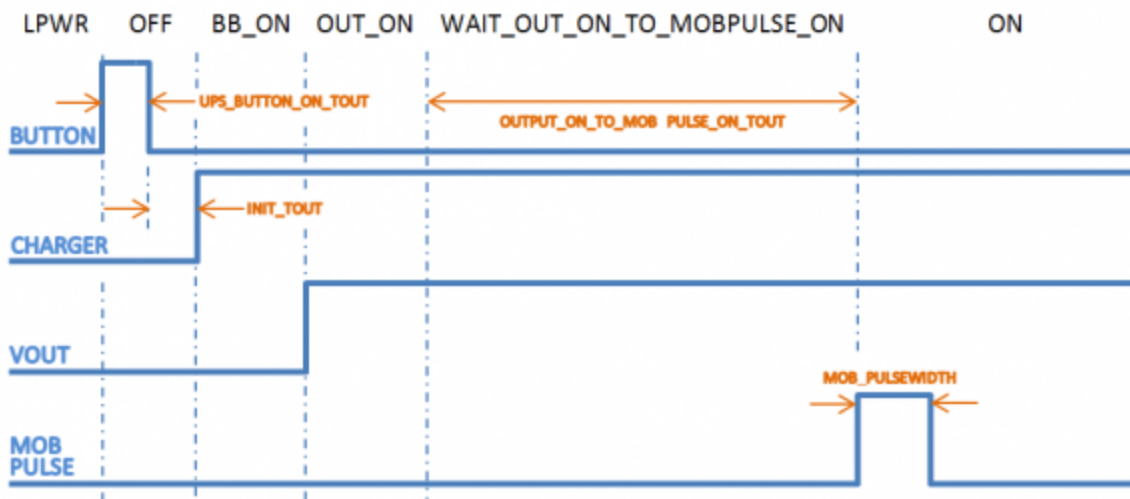 LPWR OFF BB_ON OUT_ON WAIT_OUT_ON_TO_MOBPULSE_ON ON
UPS_BUTTON_ON_TOUT
OUTPUT_ON_TO_MOB PULSE_ON_TOUT
BUTTON
INIT_TOUT
CHARGER
VOUT
MOB_PULSEWIDTH
MOB
PULSE